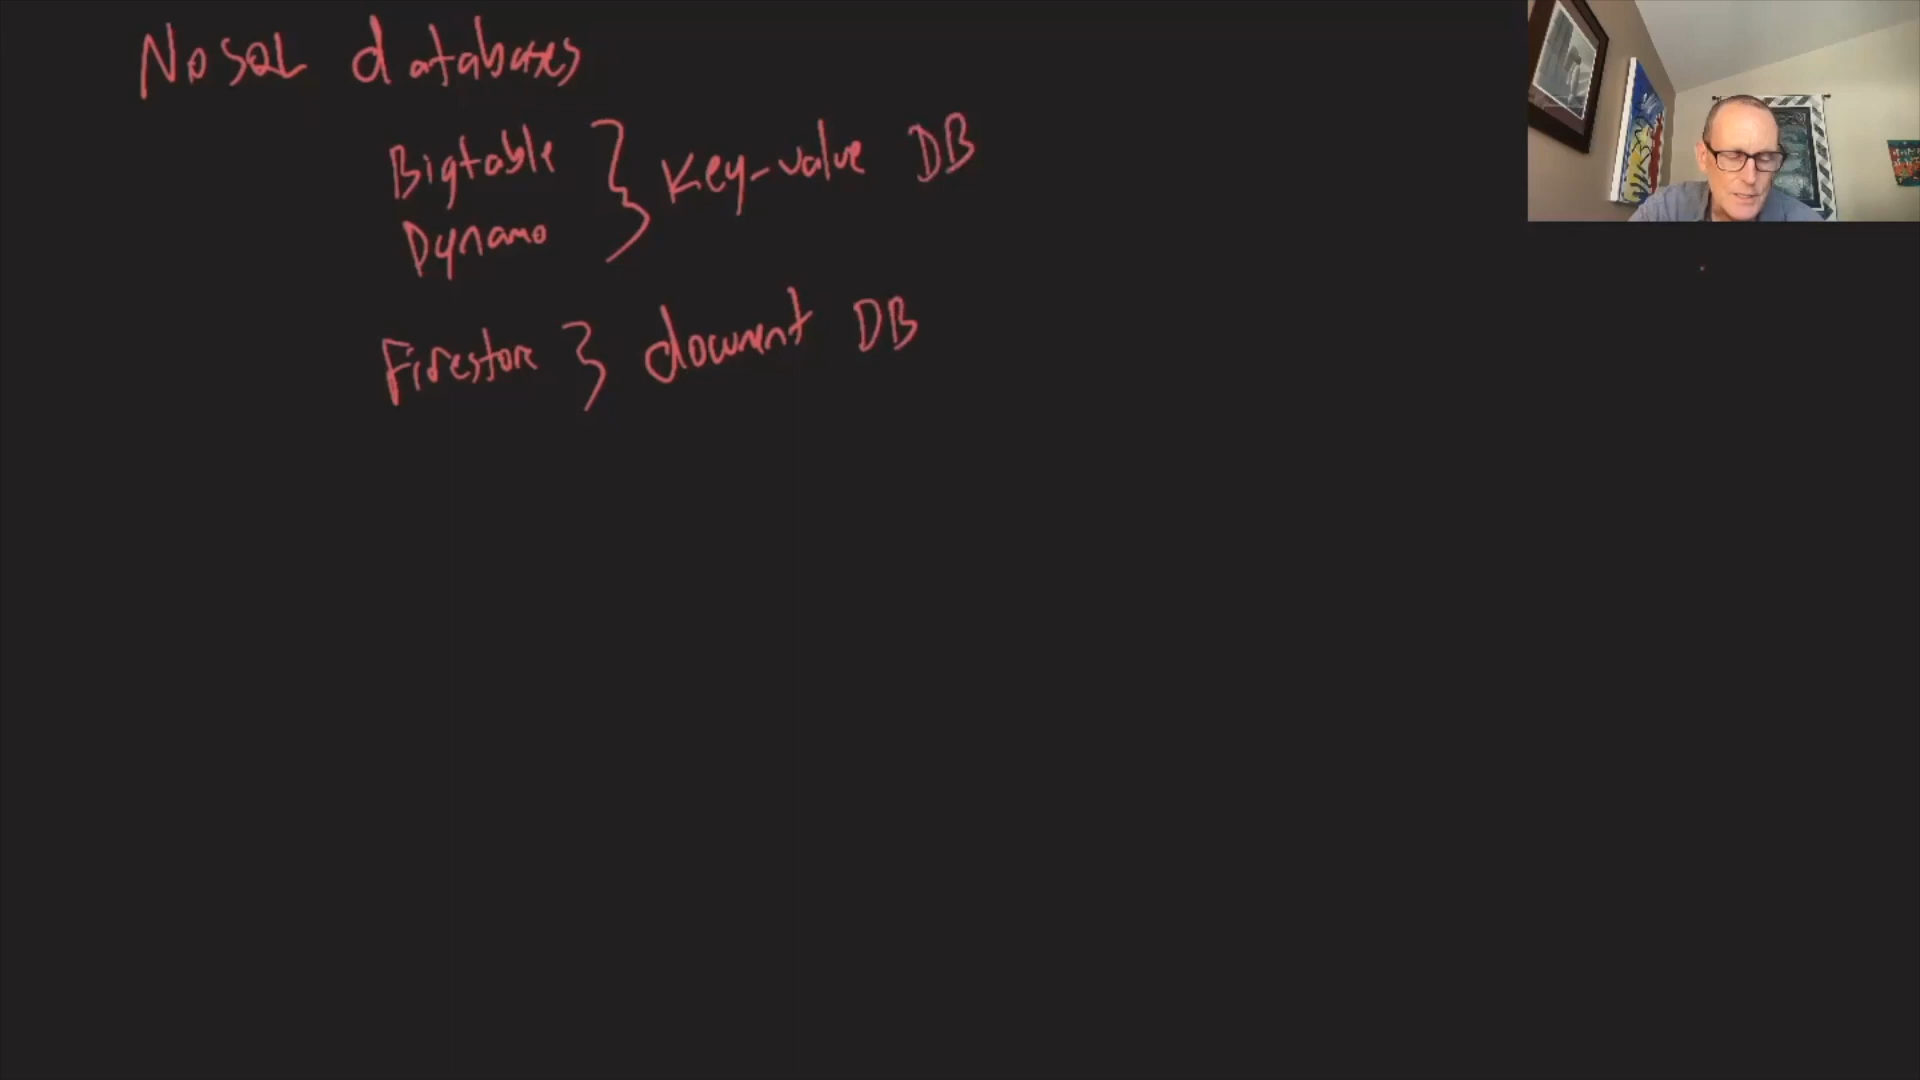 NoSQL databases
Bigtable } Key-value DB
Dynamo
Firestore } document DB